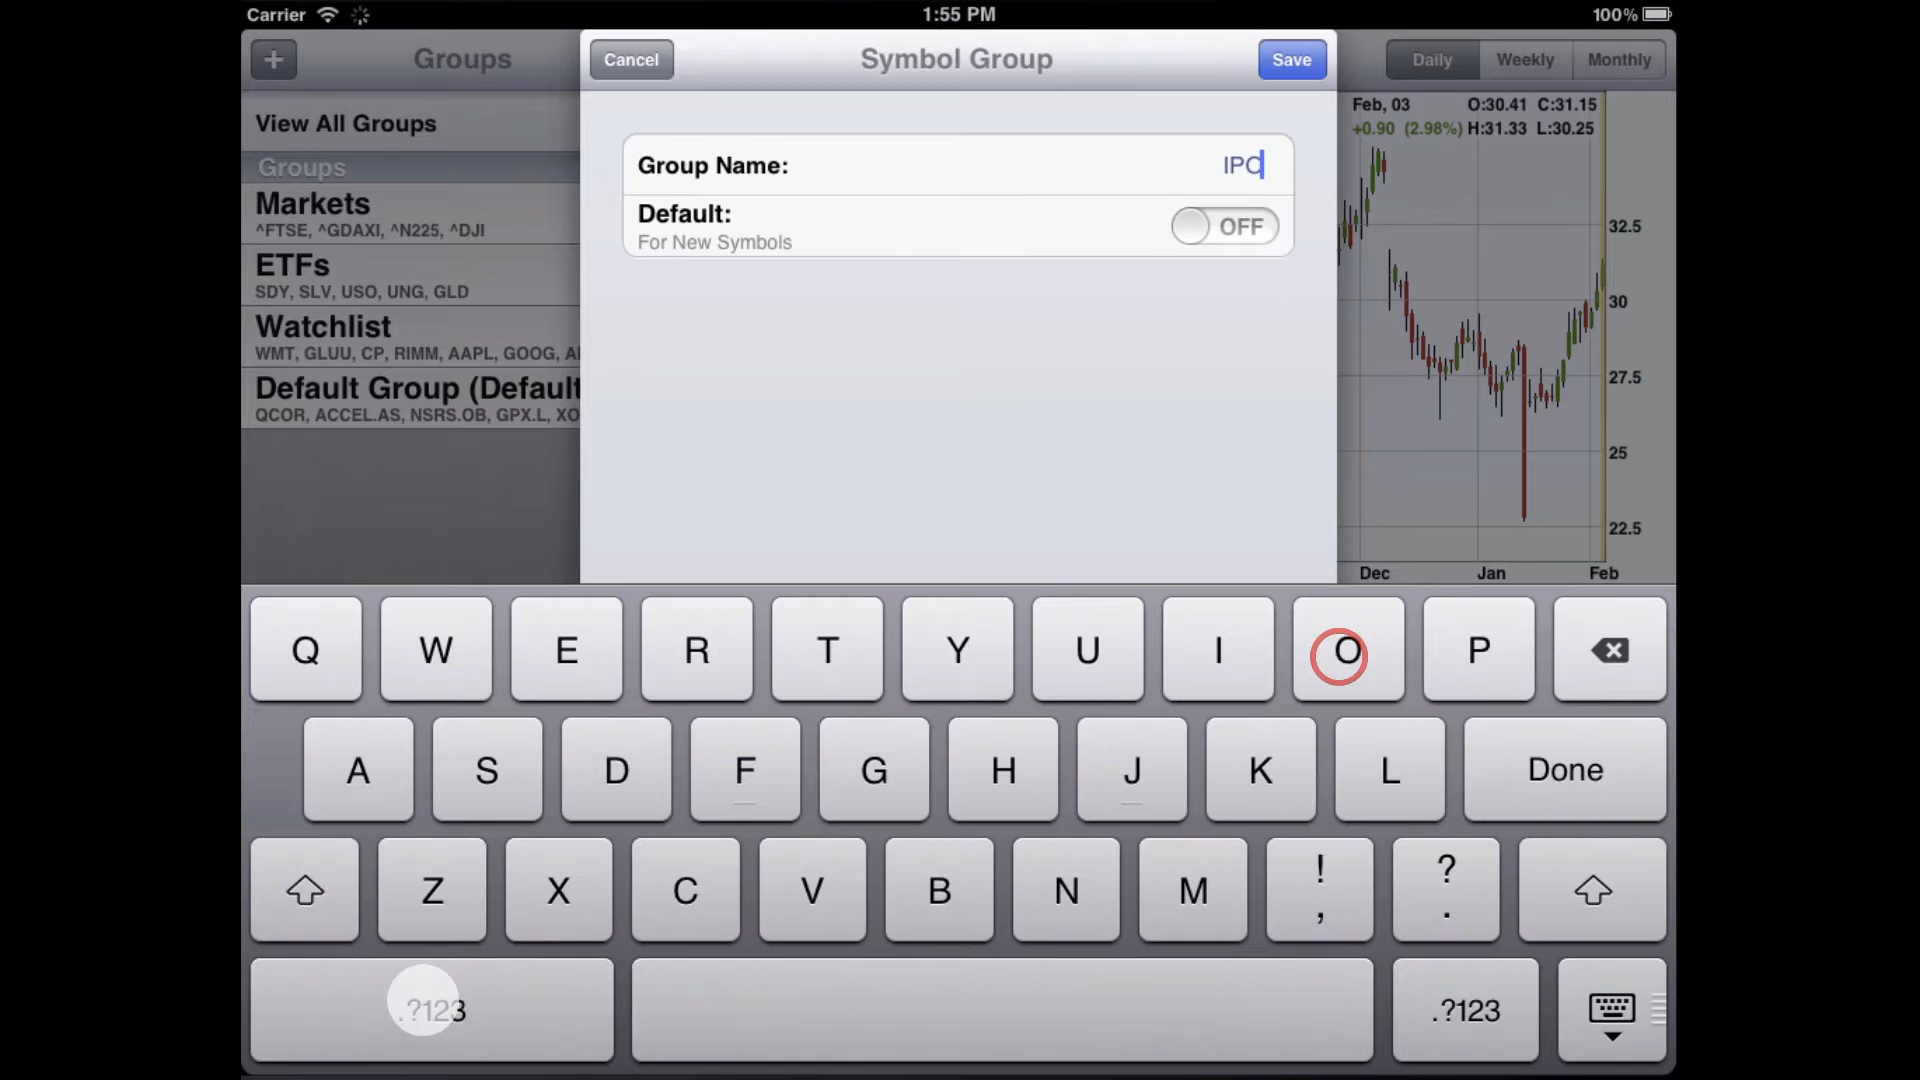 Carrier
1:55 PM
100%
+
Groups
Cancel
Symbol Group
Save
Daily
Weekly
Monthly
View All Groups
Groups
Markets
^FTSE, ^GDAXI, ^N225, ^DJI
ETFs
SDY, SLV, USO, UNG, GLD
Watchlist
WMT, GLUU, CP, RIMM, AAPL, GOOG,
Default Group (Default
QCOR, ACCEL.AS, NSRS.OB, GPX.L, XO
Group Name: IPO
Default: OFF
For New Symbols
Feb, 03 O:30.41 C:31.15
+0.90 (2.98%) H:31.33 L:30.25
32.5
30
27.5
25
22.5
Dec Jan Feb
Q W E R T Y U I O P
A S D F G H J K L Done
Z X C V B N M ! , ? .
.?123 .?123